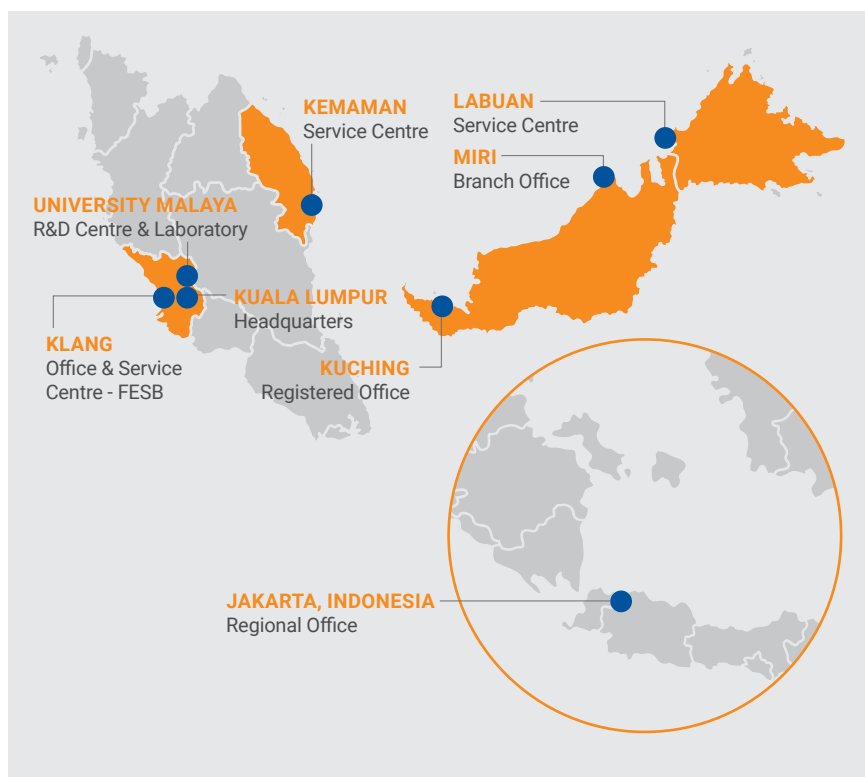 KEMAMAN
Service Centre
LABUAN
Service Centre
MIRI
Branch Office
UNIVERSITY MALAYA
R&D Centre & Laboratory
KUALA LUMPUR
Headquarters
KLANG
Office & Service
Centre - FESB
KUCHING
Registered Office
JAKARTA, INDONESIA
Regional Office